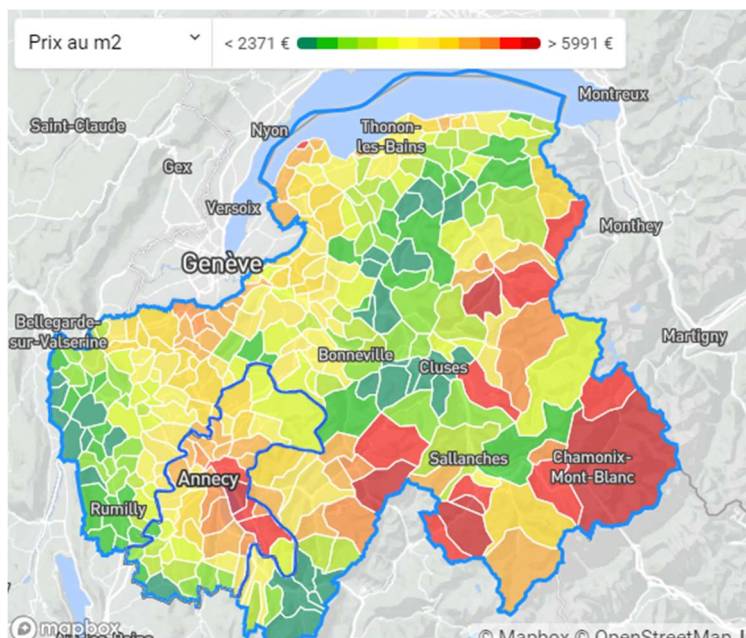 Prix au m2
< 2371 €
> 5991 €
Montreux
Saint-Claude
Nyon
Thonon-
les-Bains
Gex
Versoix
Monthey
Genève
Bellegarde-
sur-Valserine
Martigny
Bonneville
Cluses
Sallanches
Chamonix-
Mont-Blanc
Annecy
Rumilly
mapbox
© Mapbox © OpenStreetMap